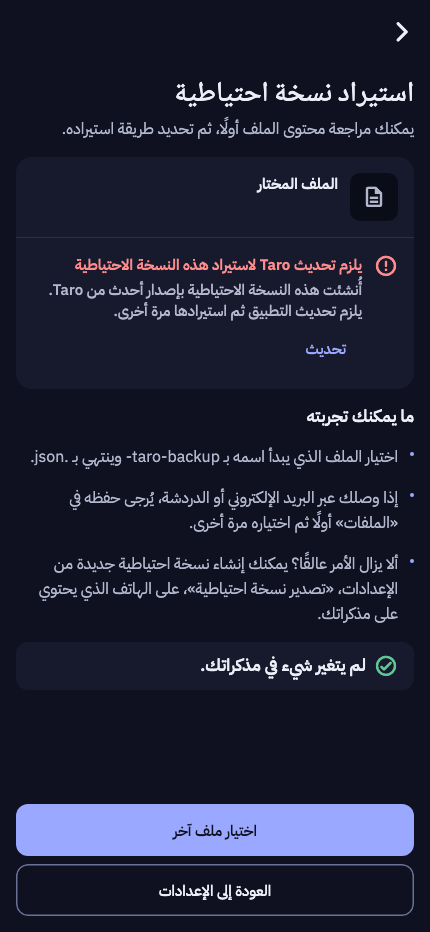 استيراد نسخة احتياطية
يمكنك مراجعة محتوى الملف أولًا، ثم تحديد طريقة استيراده.
الملف المختار
يلزم تحديث Taro لاستيراد هذه النسخة الاحتياطية
أُنشئت هذه النسخة الاحتياطية بإصدار أحدث من Taro.
يلزم تحديث التطبيق ثم استيرادها مرة أخرى.
تحديث
ما يمكنك تجربته
• اختيار الملف الذي يبدأ اسمه بـ taro-backup- وينتهي بـ .json.
• إذا وصلك عبر البريد الإلكتروني أو الدردشة، يُرجى حفظه في
«الملفات» أولًا ثم اختياره مرة أخرى.
• ألا يزال الأمر عالقًا؟ يمكنك إنشاء نسخة احتياطية جديدة من
الإعدادات، «تصدير نسخة احتياطية»، على الهاتف الذي يحتوي
على مذكراتك.
لم يتغير شيء في مذكراتك.
اختيار ملف آخر
العودة إلى الإعدادات